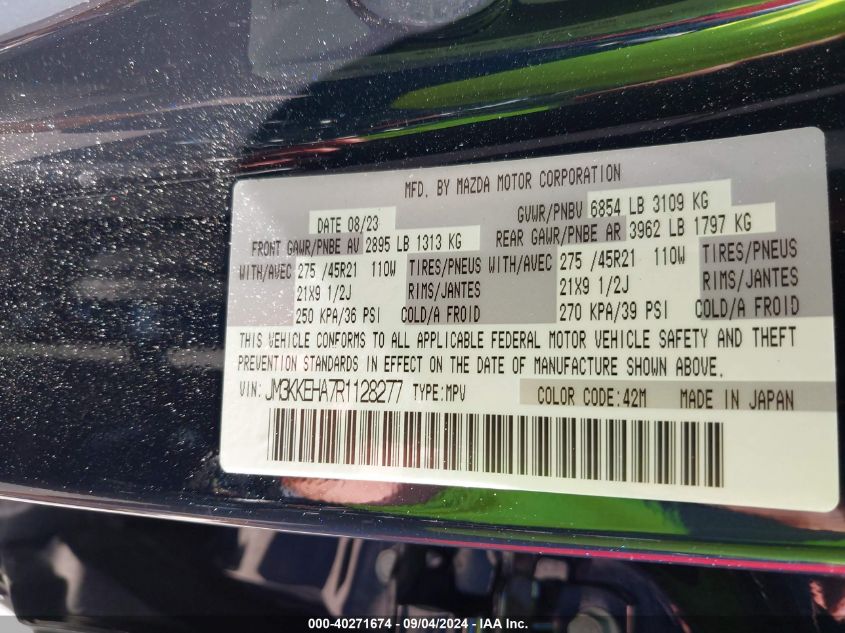 MFD. BY MAZDA MOTOR CORPORATION
DATE 08/23 GVWR/PNBV 6854 LB 3109 KG
FRONT GAWR/PNBE AV 2895 LB 1313 KG REAR GAWR/PNBE AR 3962 LB 1797 KG
WITH/AVEC 275 /45R21 110W TIRES/PNEUS WITH/AVEC 275 /45R21 110W TIRES/PNEUS
21X9 1/2J RIMS/JANTES 21X9 1/2J RIMS/JANTES
250 KPA/36 PSI COLD/A FROID 270 KPA/39 PSI COLD/A FROID
THIS VEHICLE CONFORMS TO ALL APPLICABLE FEDERAL MOTOR VEHICLE SAFETY AND THEFT
PREVENTION STANDARDS IN EFFECT ON THE DATE OF MANUFACTURE SHOWN ABOVE.
VIN: JM3KKEHA7R1128277 TYPE:MPV COLOR CODE:42M MADE IN JAPAN
000-40271674 - 09/04/2024 - IAA Inc.